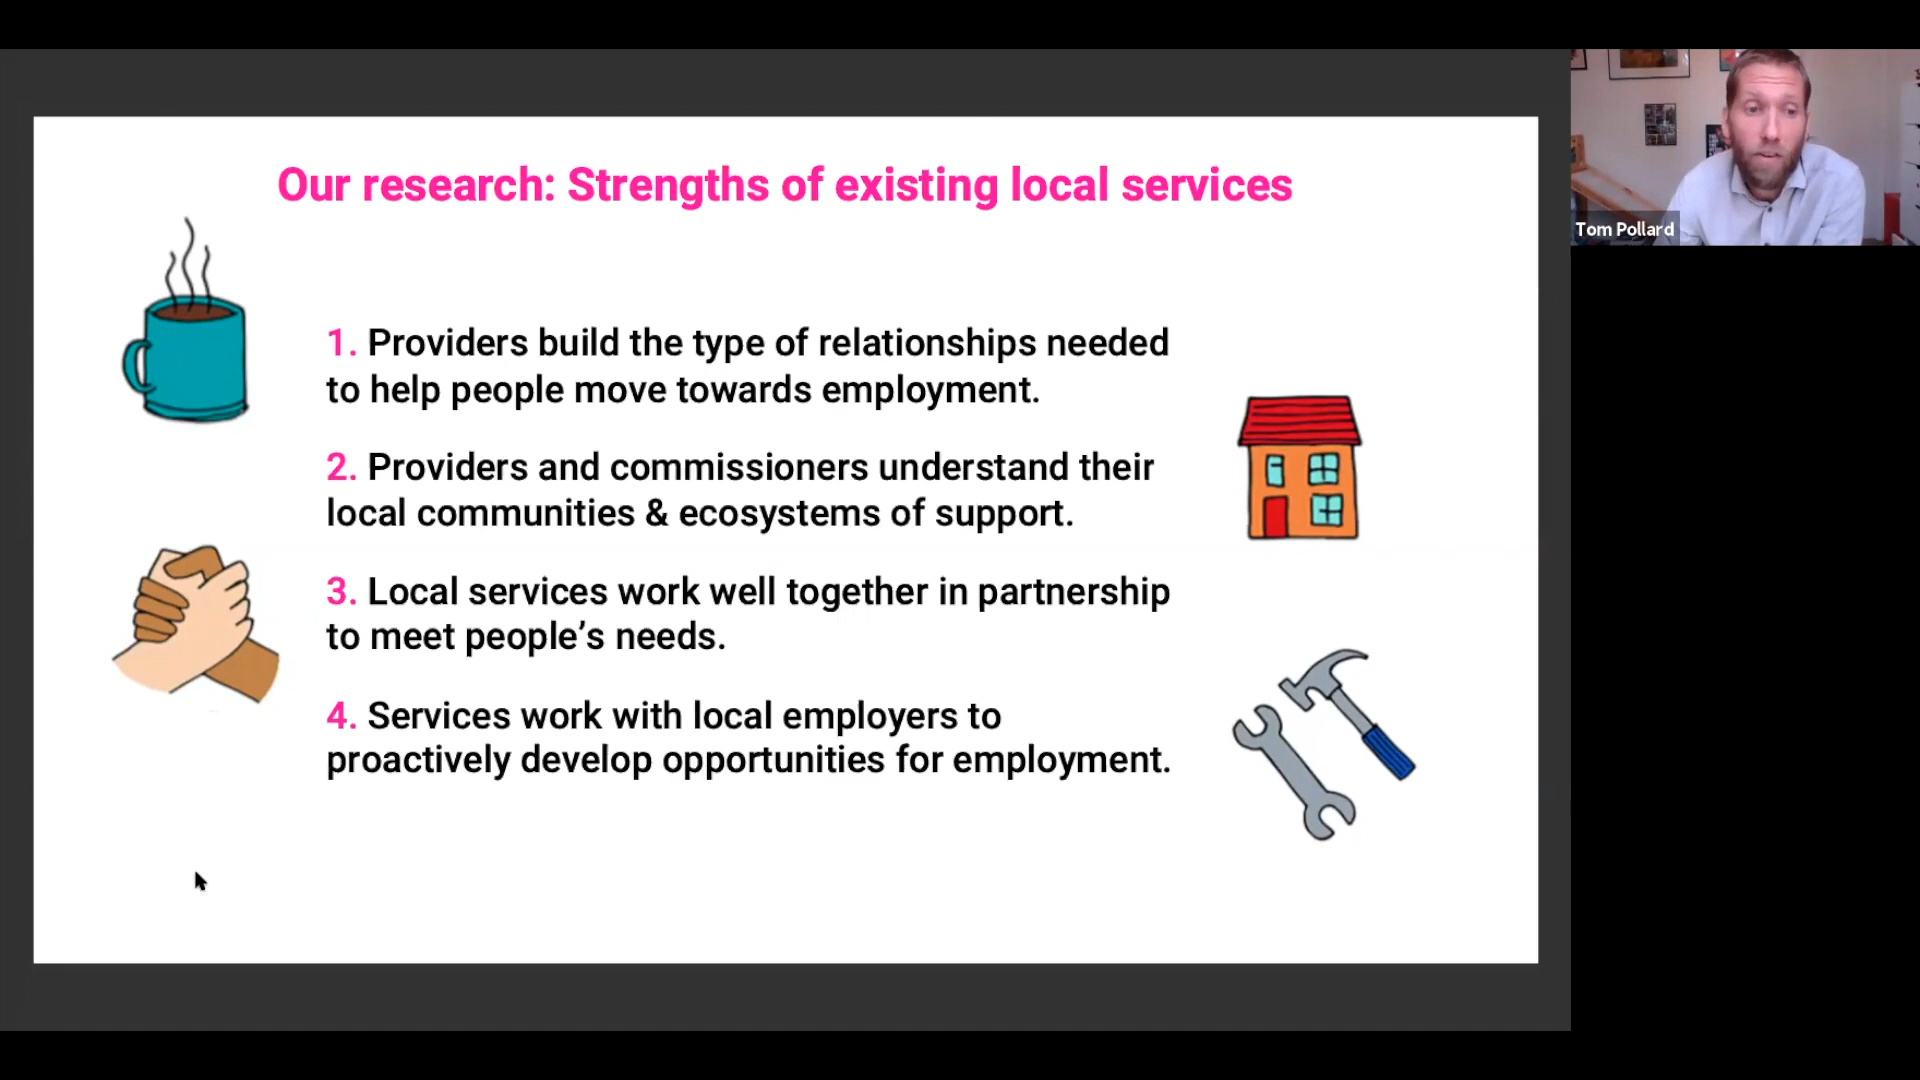 Our research: Strengths of existing local services
1. Providers build the type of relationships needed
to help people move towards employment.
2. Providers and commissioners understand their
local communities & ecosystems of support.
3. Local services work well together in partnership
to meet people’s needs.
4. Services work with local employers to
proactively develop opportunities for employment.
Tom Pollard